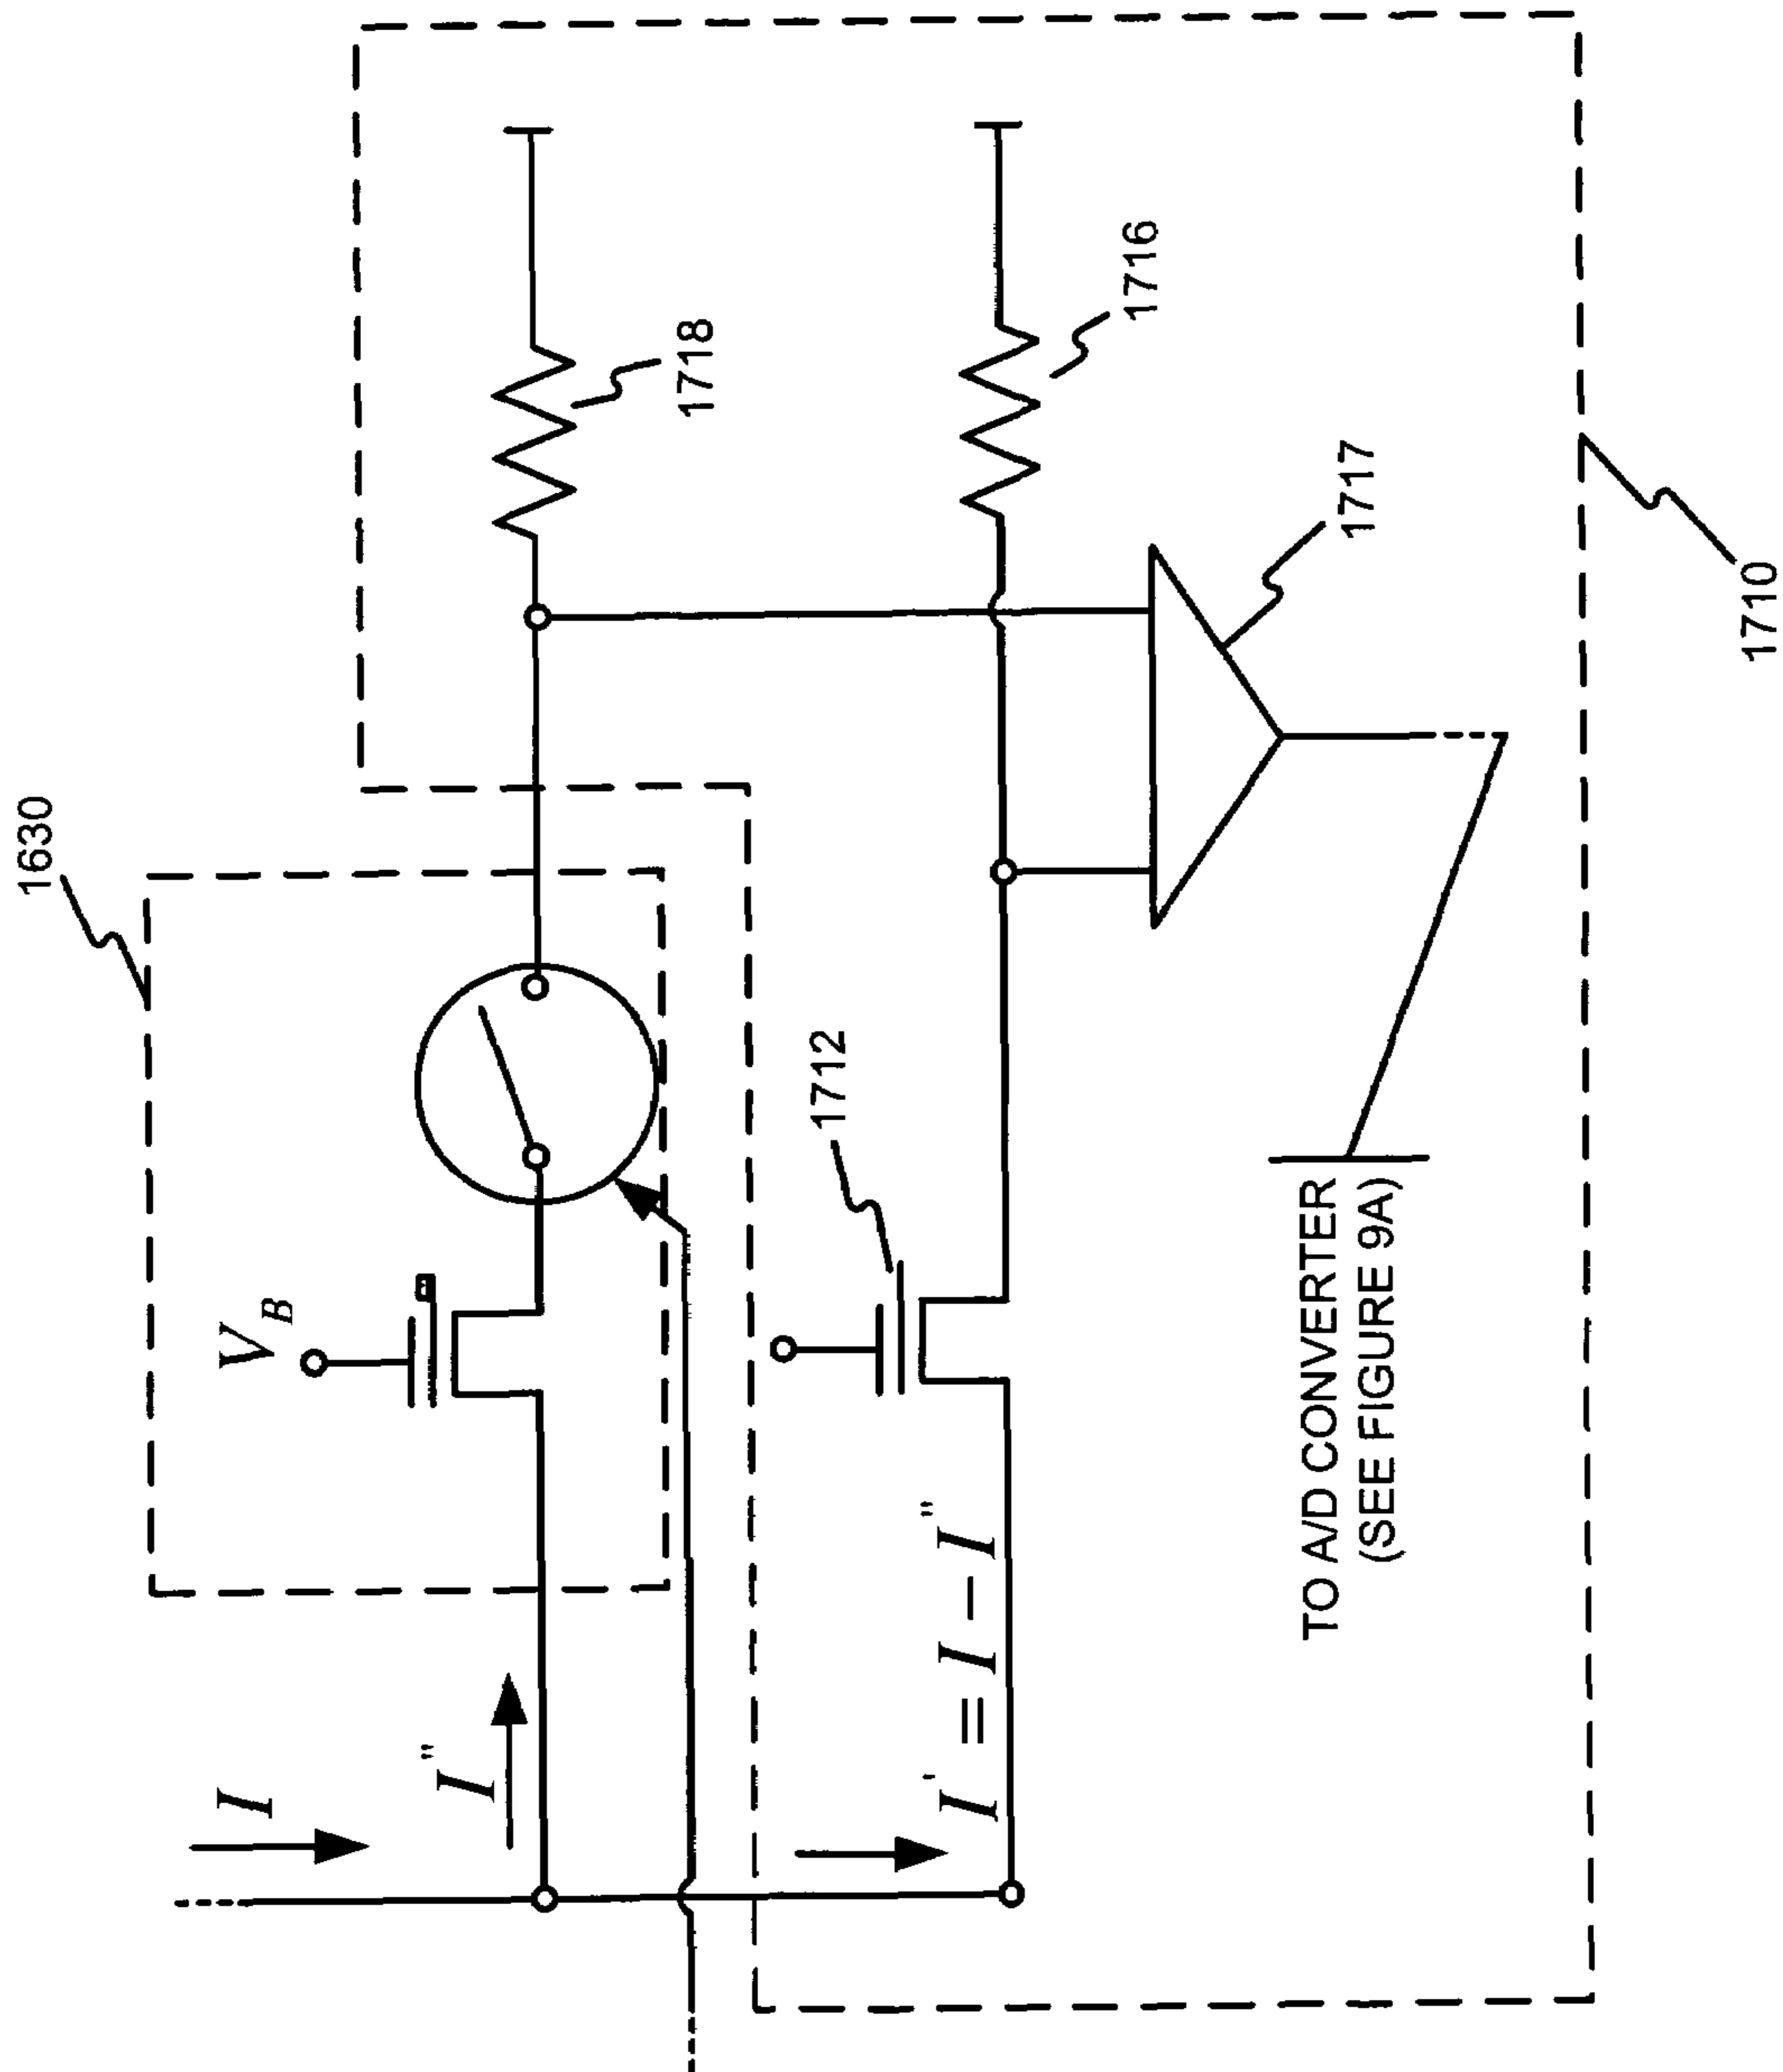 1630
V_B
I
I"
I' = I − I"
1712
1718
1716
1717
1710
TO A/D CONVERTER
(SEE FIGURE 9A)